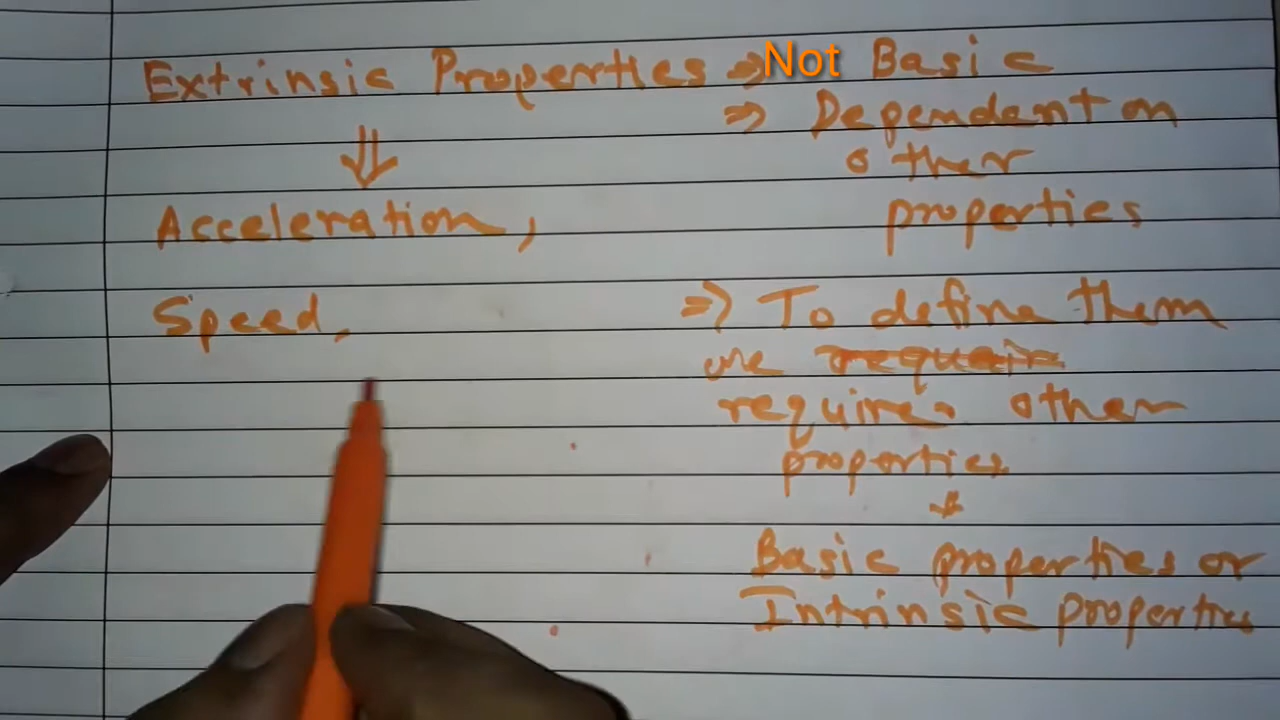 Extrinsic Properties ⇒ Not Basic
⇒ Dependent on
other
properties
⇓
Acceleration,
Speed,
⇒ To define them
we requair
require other
properties
↓
Basic properties or
Intrinsic properties